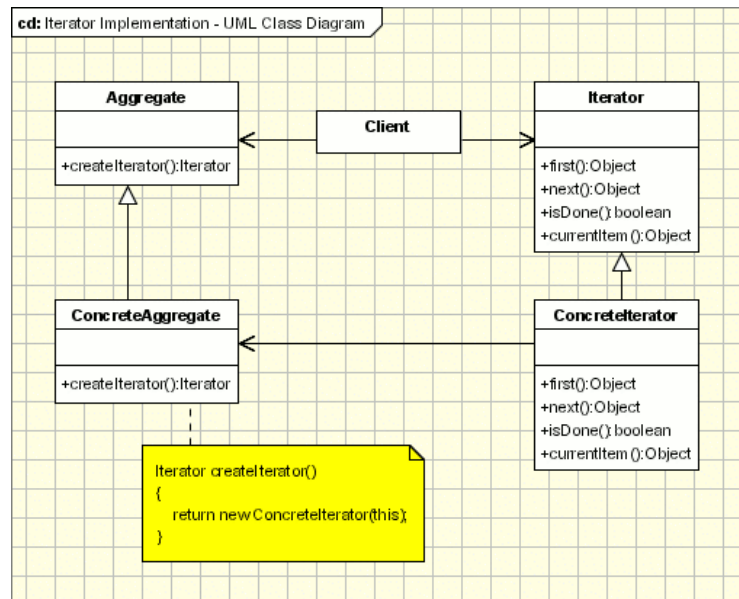 cd: Iterator Implementation - UML Class Diagram
Aggregate
+createIterator():Iterator
Client
Iterator
+first():Object
+next():Object
+isDone():boolean
+currentItem():Object
ConcreteAggregate
+createIterator():Iterator
ConcreteIterator
+first():Object
+next():Object
+isDone():boolean
+currentItem():Object
Iterator createIterator()
{
return new ConcreteIterator(this);
}